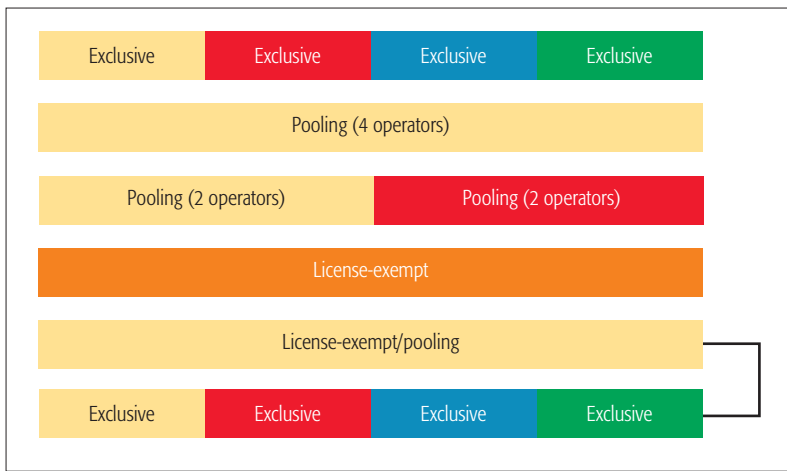 Exclusive Exclusive Exclusive Exclusive
Pooling (4 operators)
Pooling (2 operators) Pooling (2 operators)
License-exempt
License-exempt/pooling
Exclusive Exclusive Exclusive Exclusive